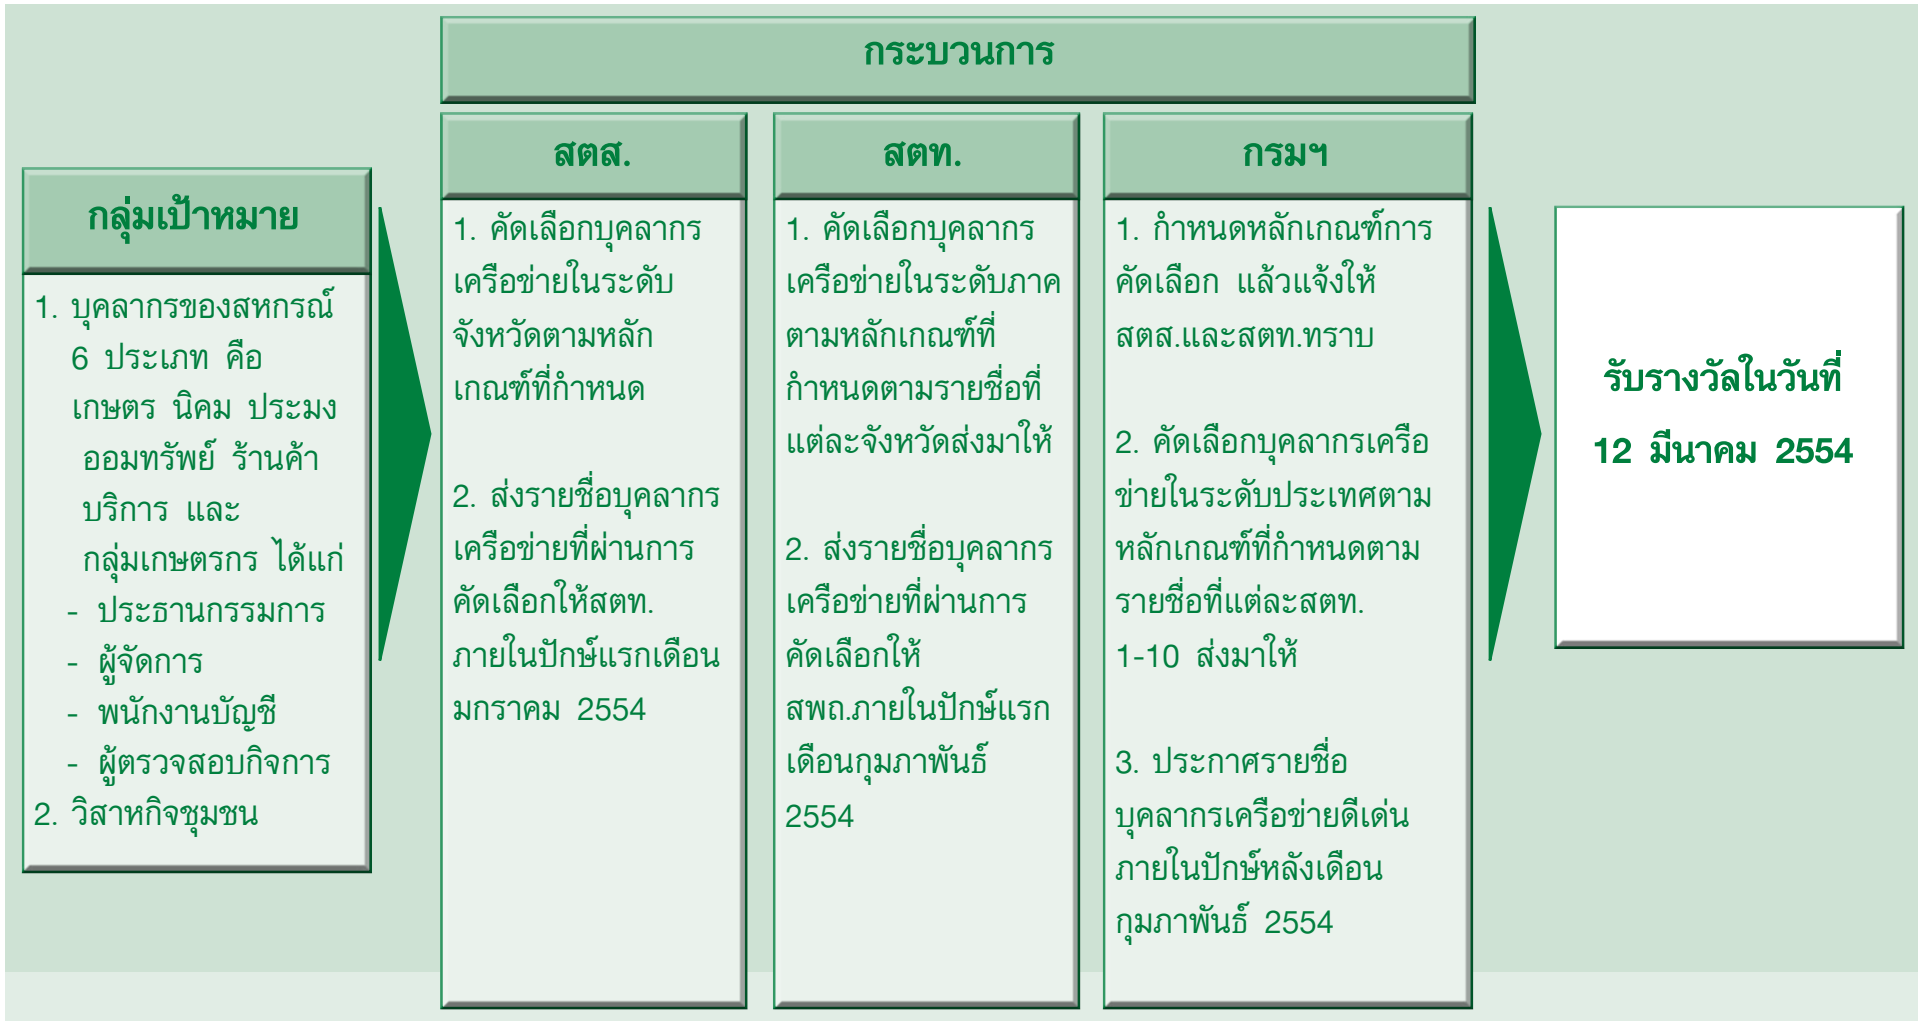 กระบวนการ
กลุ่มเป้าหมาย
1. บุคลากรของสหกรณ์
6 ประเภท คือ
เกษตร นิคม ประมง
ออมทรัพย์ ร้านค้า
บริการ และ
กลุ่มเกษตรกร ได้แก่
- ประธานกรรมการ
- ผู้จัดการ
- พนักงานบัญชี
- ผู้ตรวจสอบกิจการ
2. วิสาหกิจชุมชน
สตส.
1. คัดเลือกบุคลากร
เครือข่ายในระดับ
จังหวัดตามหลัก
เกณฑ์ที่กำหนด
2. ส่งรายชื่อบุคลากร
เครือข่ายที่ผ่านการ
คัดเลือกให้สตท.
ภายในปักษ์แรกเดือน
มกราคม 2554
สตท.
1. คัดเลือกบุคลากร
เครือข่ายในระดับภาค
ตามหลักเกณฑ์ที่
กำหนดตามรายชื่อที่
แต่ละจังหวัดส่งมาให้
2. ส่งรายชื่อบุคลากร
เครือข่ายที่ผ่านการ
คัดเลือกให้
สพถ.ภายในปักษ์แรก
เดือนกุมภาพันธ์
2554
กรมฯ
1. กำหนดหลักเกณฑ์การ
คัดเลือก แล้วแจ้งให้
สตส.และสตท.ทราบ
2. คัดเลือกบุคลากรเครือ
ข่ายในระดับประเทศตาม
หลักเกณฑ์ที่กำหนดตาม
รายชื่อที่แต่ละสตท.
1-10 ส่งมาให้
3. ประกาศรายชื่อ
บุคลากรเครือข่ายดีเด่น
ภายในปักษ์หลังเดือน
กุมภาพันธ์ 2554
รับรางวัลในวันที่
12 มีนาคม 2554